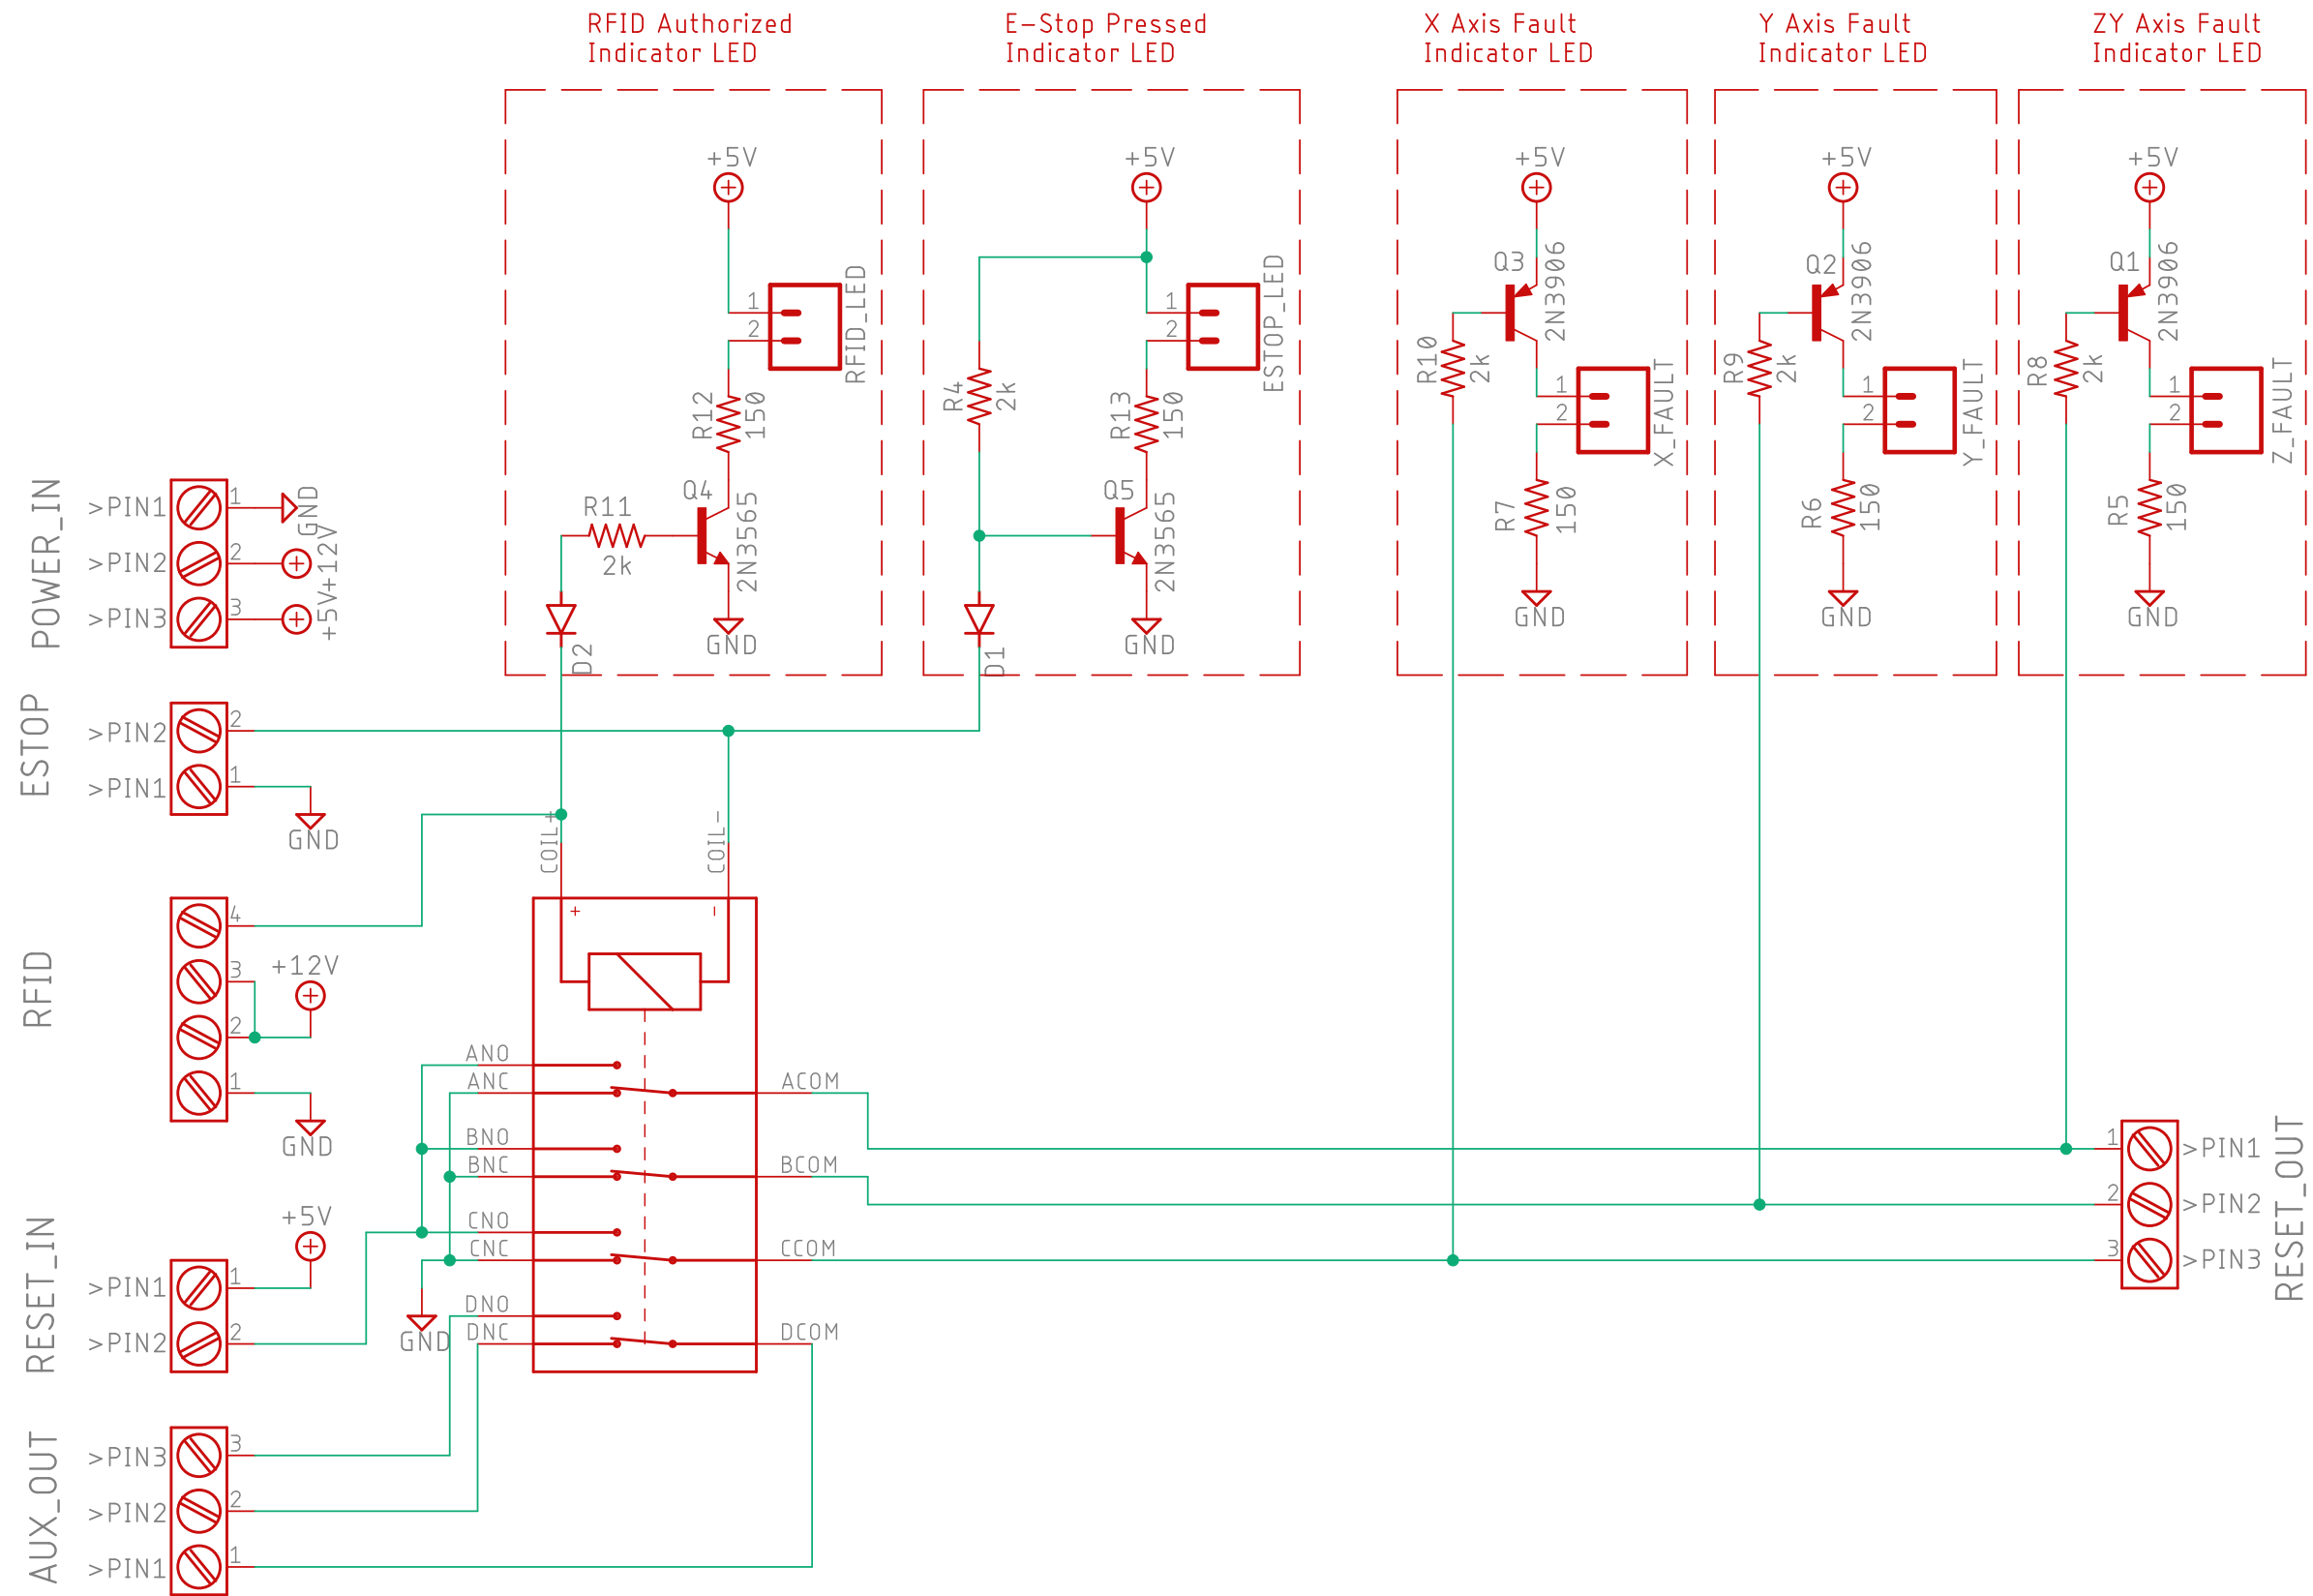 RFID Authorized
Indicator LED
E-Stop Pressed
Indicator LED
X Axis Fault
Indicator LED
Y Axis Fault
Indicator LED
ZY Axis Fault
Indicator LED
+5V
1
2
RFID_LED
R12
150
R11
2k
Q4
2N3565
GND
D2
+5V
1
2
ESTOP_LED
R4
2k
R13
150
Q5
2N3565
GND
D1
+5V
Q3
2N3906
R10
2k
1
2
X_FAULT
R7
150
GND
+5V
Q2
2N3906
R9
2k
1
2
Y_FAULT
R6
150
GND
+5V
Q1
2N3906
R8
2k
1
2
Z_FAULT
R5
150
GND
POWER_IN
>PIN1
1
GND
>PIN2
2
+12V
>PIN3
3
+5V
ESTOP
>PIN2
2
>PIN1
1
GND
RFID
4
3
+12V
2
1
GND
COIL+
COIL-
+
-
ANO
ANC
ACOM
BNO
BNC
BCOM
CNO
CNC
CCOM
DNO
DNC
DCOM
GND
RESET_IN
+5V
>PIN1
1
>PIN2
2
AUX_OUT
>PIN3
3
>PIN2
2
>PIN1
1
RESET_OUT
1
>PIN1
2
>PIN2
3
>PIN3